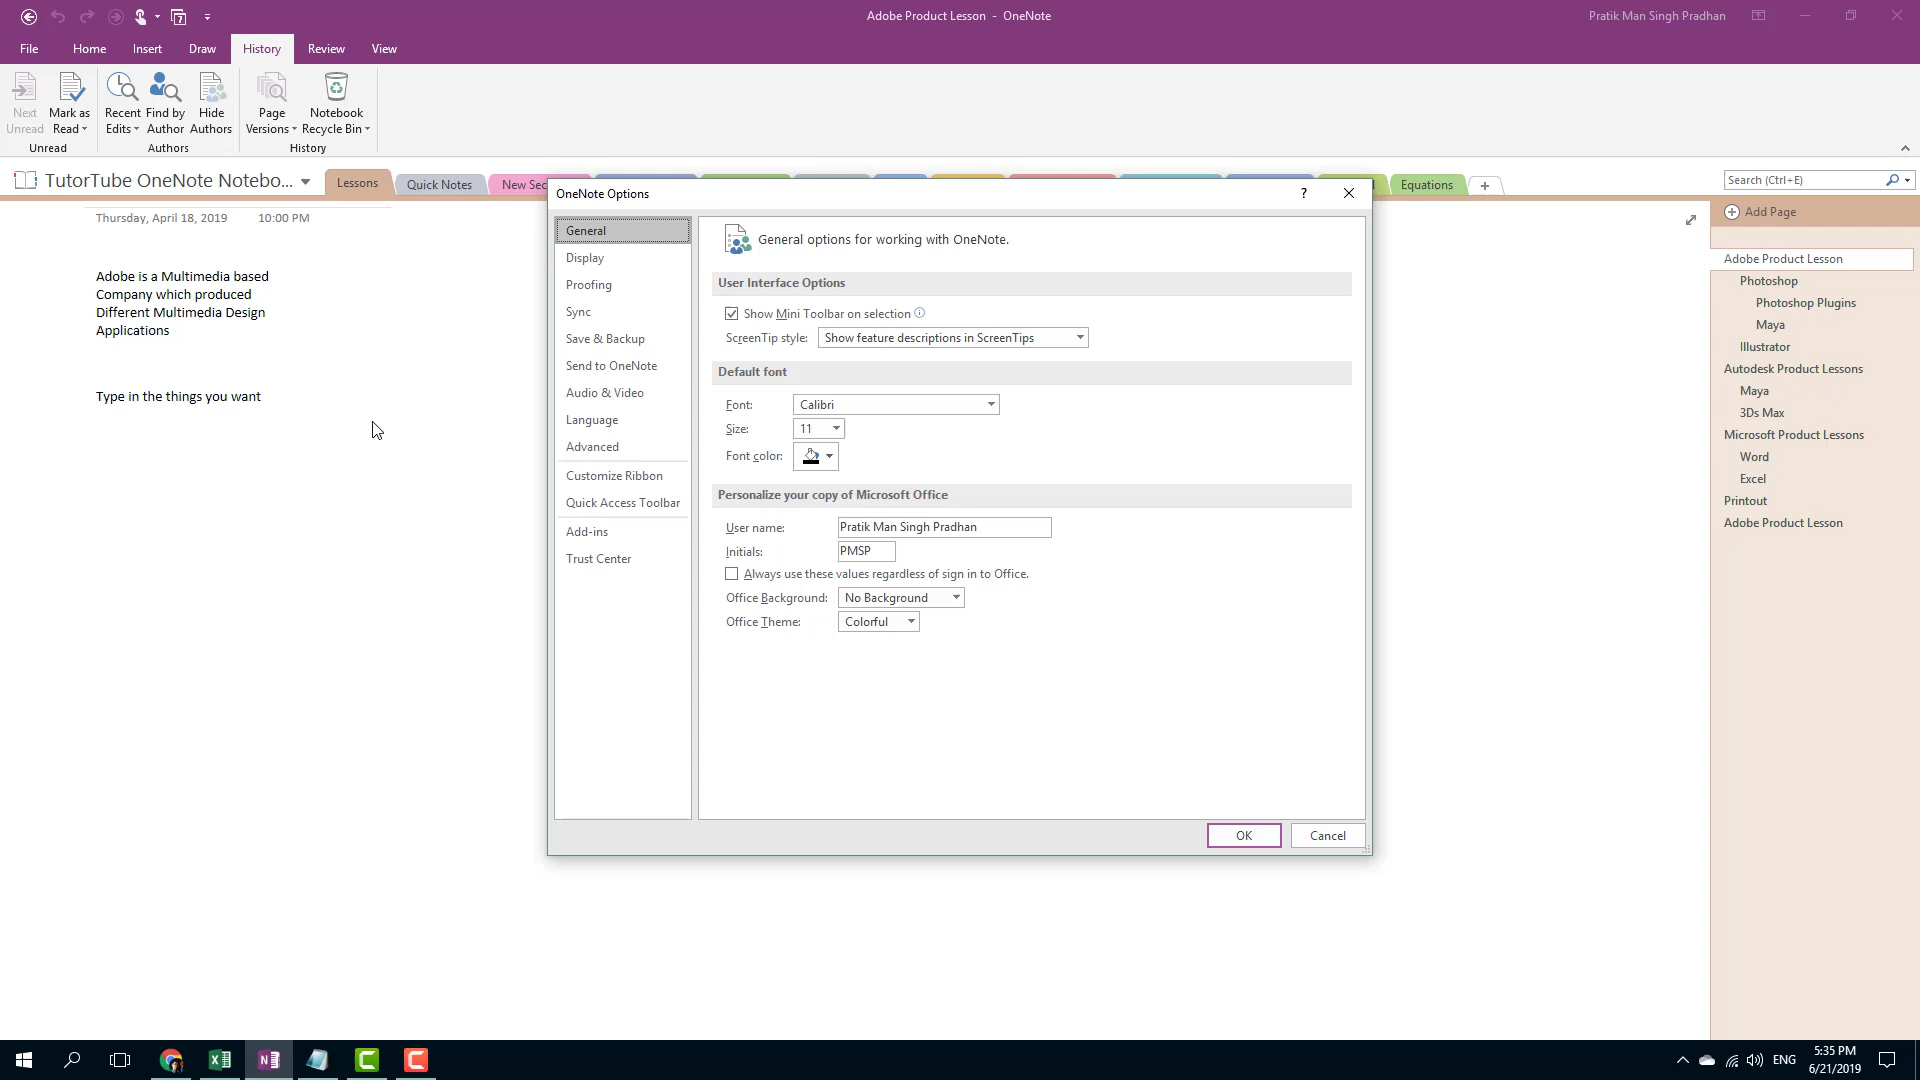 Adobe Product Lesson - OneNote
Pratik Man Singh Pradhan
File Home Insert Draw History Review View
Next Unread
Mark as Read
Recent Edits
Find by Author
Hide Authors
Page Versions
Notebook Recycle Bin
Unread
Authors
History
TutorTube OneNote Notebo...
Lessons
Quick Notes
New Sec
Equations
Search (Ctrl+E)
Thursday, April 18, 2019 10:00 PM
Adobe is a Multimedia based
Company which produced
Different Multimedia Design
Applications
Type in the things you want
OneNote Options
?
General
Display
Proofing
Sync
Save & Backup
Send to OneNote
Audio & Video
Language
Advanced
Customize Ribbon
Quick Access Toolbar
Add-ins
Trust Center
General options for working with OneNote.
User Interface Options
Show Mini Toolbar on selection
ScreenTip style: Show feature descriptions in ScreenTips
Default font
Font: Calibri
Size: 11
Font color:
Personalize your copy of Microsoft Office
User name: Pratik Man Singh Pradhan
Initials: PMSP
Always use these values regardless of sign in to Office.
Office Background: No Background
Office Theme: Colorful
OK
Cancel
Add Page
Adobe Product Lesson
Photoshop
Photoshop Plugins
Maya
Illustrator
Autodesk Product Lessons
Maya
3Ds Max
Microsoft Product Lessons
Word
Excel
Printout
Adobe Product Lesson
ENG
5:35 PM
6/21/2019